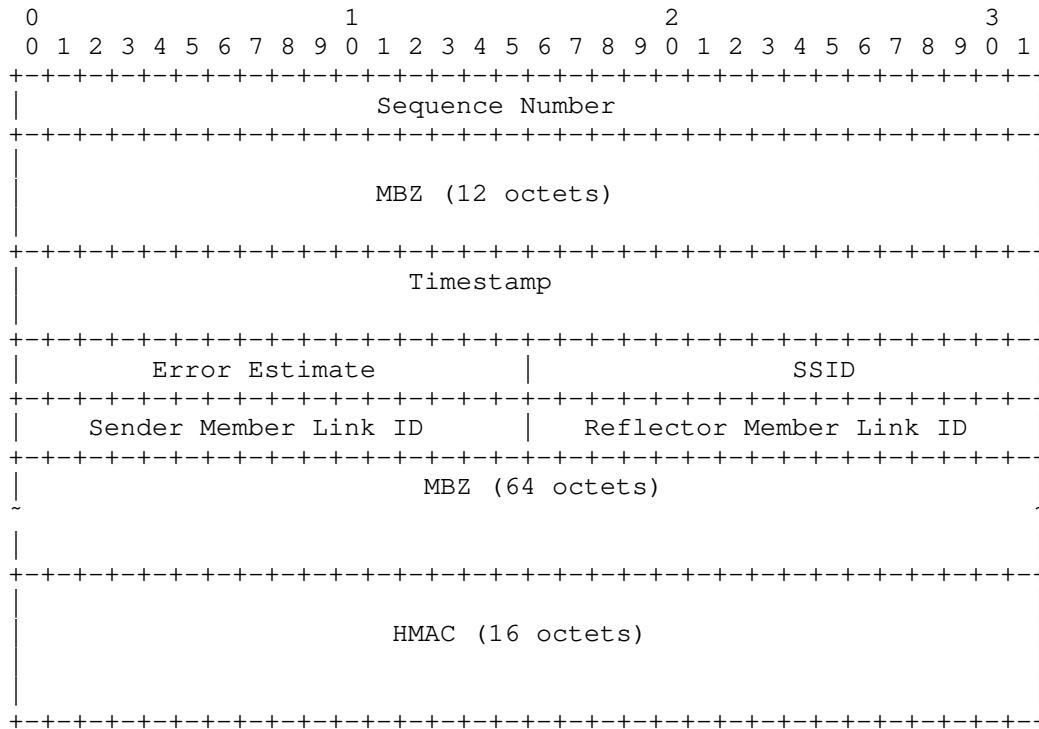 0                   1                   2                   3
0 1 2 3 4 5 6 7 8 9 0 1 2 3 4 5 6 7 8 9 0 1 2 3 4 5 6 7 8 9 0 1
Sequence Number
MBZ (12 octets)
Timestamp
Error Estimate | SSID
Sender Member Link ID | Reflector Member Link ID
MBZ (64 octets)
HMAC (16 octets)